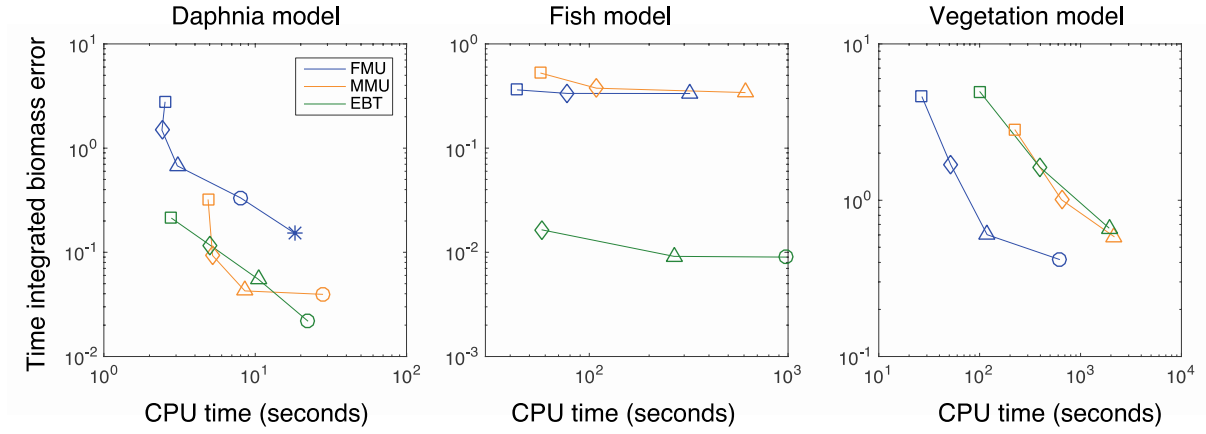 Daphnia model
Fish model
Vegetation model
Time integrated biomass error
10^1
10^0
10^-1
10^-2
10^0
10^1
10^2
FMU
MMU
EBT
CPU time (seconds)
10^0
10^-1
10^-2
10^-3
10^2
10^3
CPU time (seconds)
10^1
10^0
10^-1
10^1
10^2
10^3
10^4
CPU time (seconds)